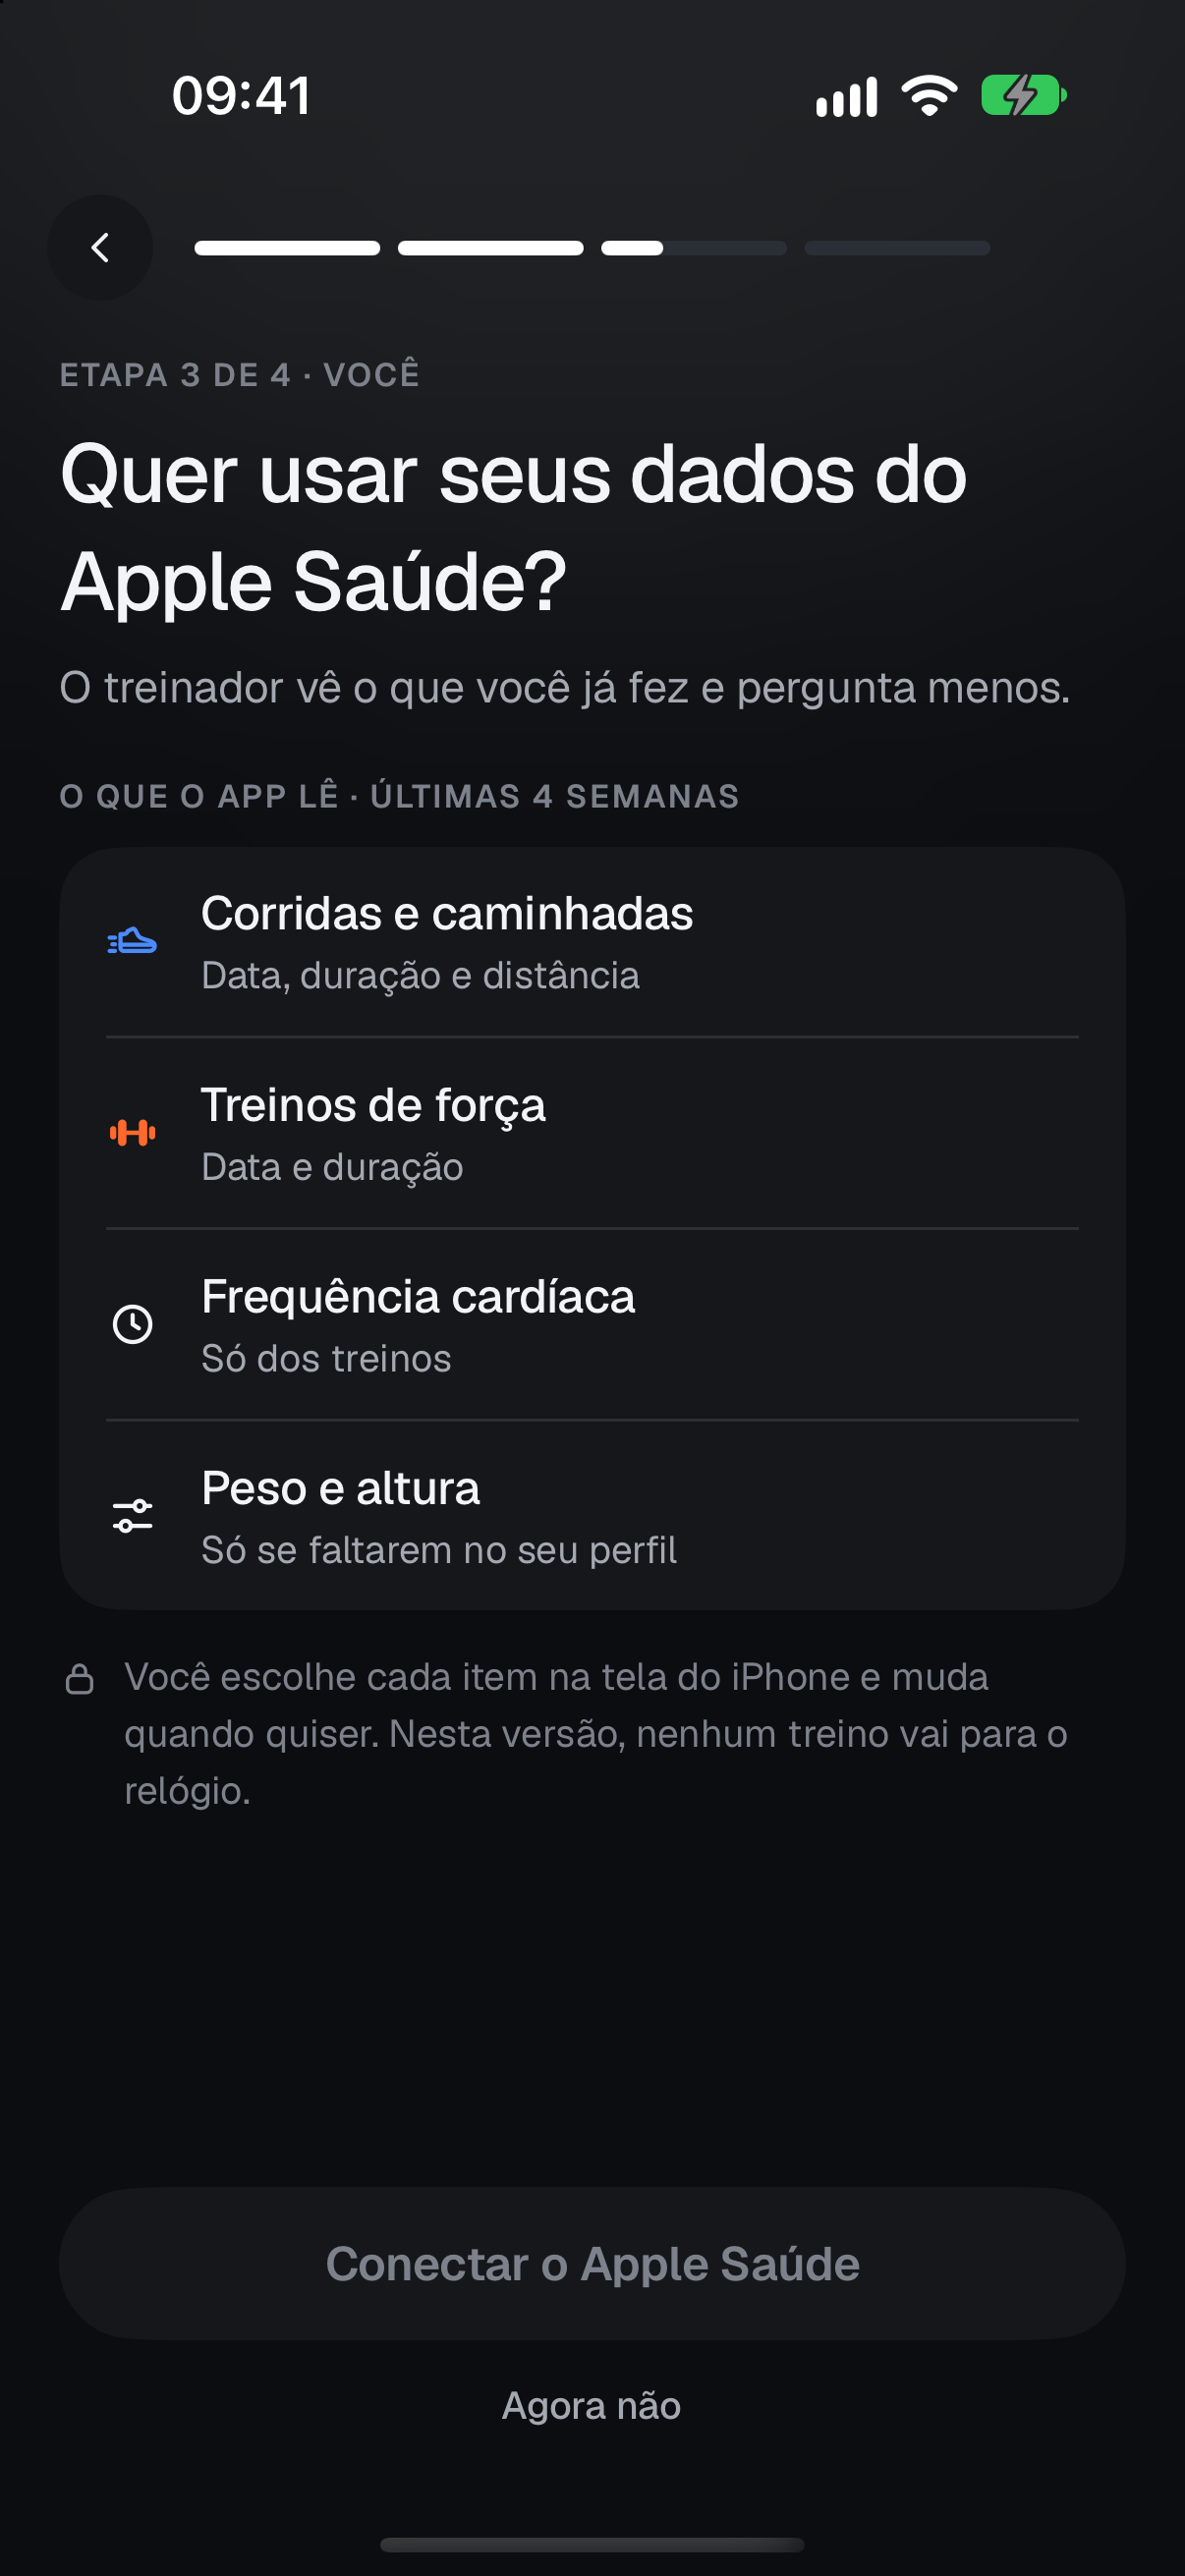 09:41
ETAPA 3 DE 4 · VOCÊ
Quer usar seus dados do
Apple Saúde?
O treinador vê o que você já fez e pergunta menos.
O QUE O APP LÊ · ÚLTIMAS 4 SEMANAS
Corridas e caminhadas
Data, duração e distância
Treinos de força
Data e duração
Frequência cardíaca
Só dos treinos
Peso e altura
Só se faltarem no seu perfil
Você escolhe cada item na tela do iPhone e muda
quando quiser. Nesta versão, nenhum treino vai para o
relógio.
Conectar o Apple Saúde
Agora não